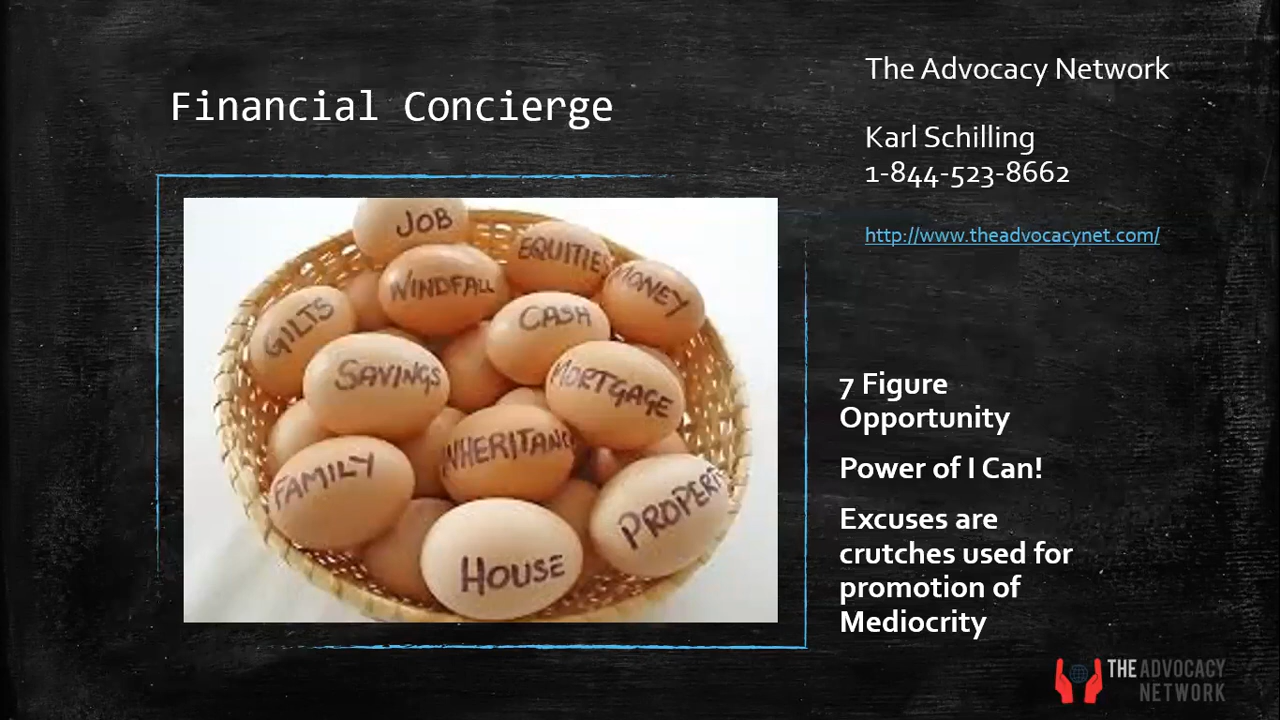 Financial Concierge
The Advocacy Network
Karl Schilling
1-844-523-8662
http://www.theadvocacynet.com/
JOB
EQUITIES
WINDFALL
MONEY
GILTS
CASH
SAVINGS
MORTGAGE
INHERITANC
FAMILY
PROPERT
HOUSE
7 Figure
Opportunity
Power of I Can!
Excuses are
crutches used for
promotion of
Mediocrity
THE ADVOCACY
NETWORK